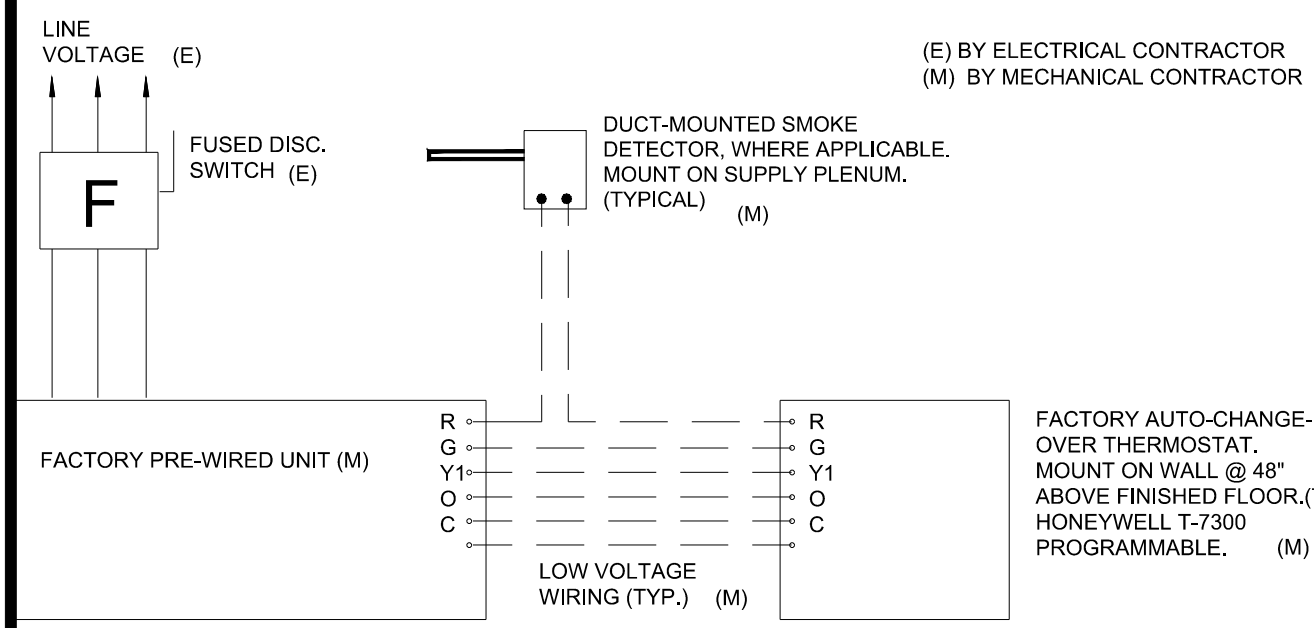 LINE
VOLTAGE (E)
(E) BY ELECTRICAL CONTRACTOR
(M) BY MECHANICAL CONTRACTOR
FUSED DISC.
SWITCH (E)
F
DUCT-MOUNTED SMOKE
DETECTOR, WHERE APPLICABLE.
MOUNT ON SUPPLY PLENUM.
(TYPICAL) (M)
FACTORY PRE-WIRED UNIT (M)
R
G
Y1
O
C
R
G
Y1
O
C
LOW VOLTAGE
WIRING (TYP.) (M)
FACTORY AUTO-CHANGE-
OVER THERMOSTAT.
MOUNT ON WALL @ 48"
ABOVE FINISHED FLOOR.(
HONEYWELL T-7300
PROGRAMMABLE. (M)